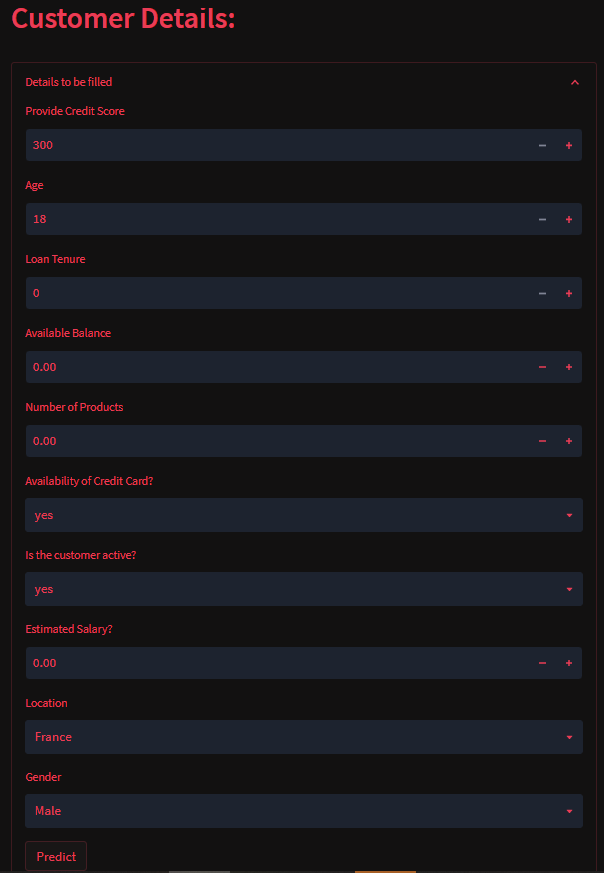 Customer Details:
Details to be filled
Provide Credit Score
300
Age
18
Loan Tenure
0
Available Balance
0.00
Number of Products
0.00
Availability of Credit Card?
yes
Is the customer active?
yes
Estimated Salary?
0.00
Location
France
Gender
Male
Predict